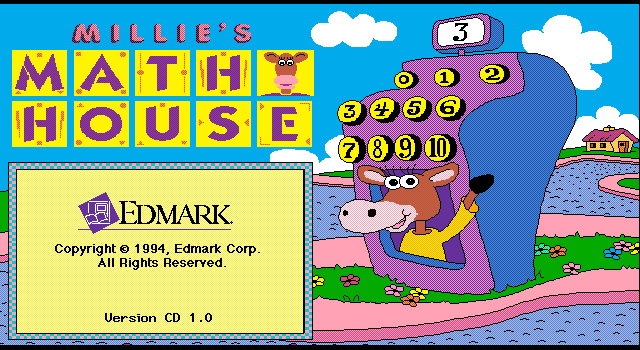 MILLIE'S
MATH
HOUSE
3
0 1 2
3 4 5 6
7 8 9 10
EDMARK.
Copyright © 1994, Edmark Corp.
All Rights Reserved.
Version CD 1.0